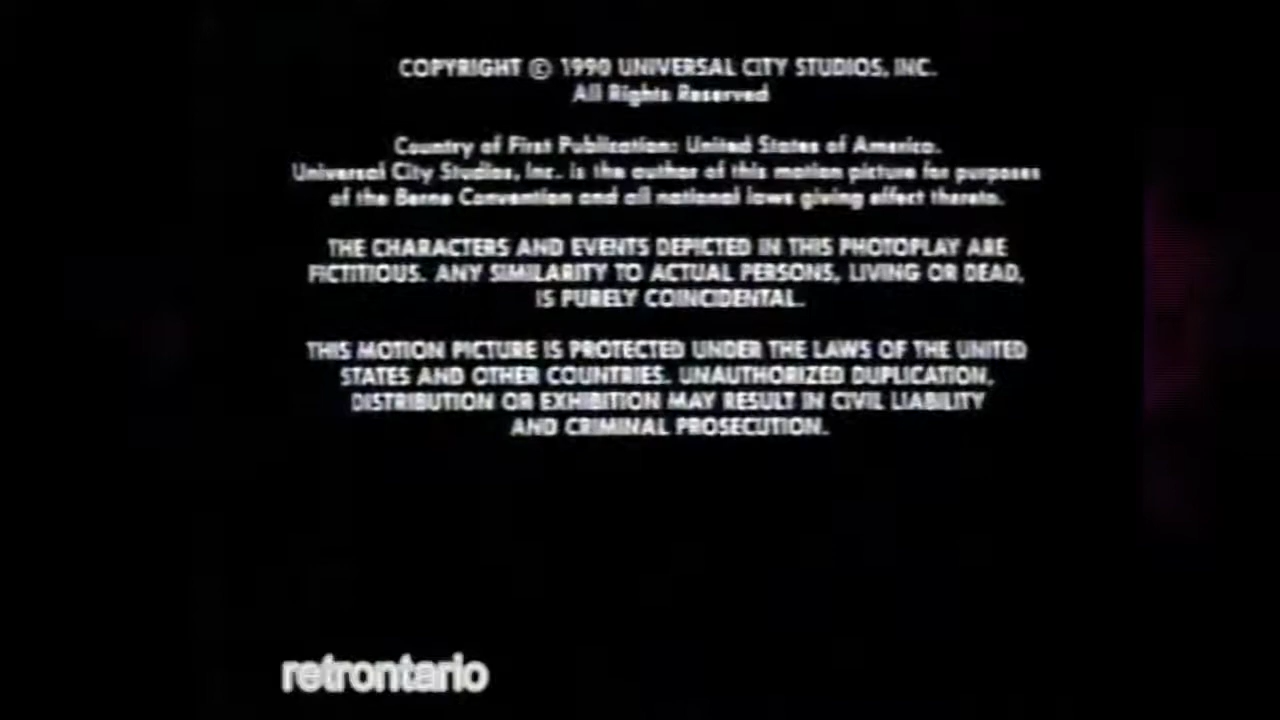 COPYRIGHT © 1990 UNIVERSAL CITY STUDIOS, INC.
All Rights Reserved
Country of First Publication: United States of America.
Universal City Studios, Inc. is the author of this motion picture for purposes
of the Berne Convention and all national laws giving effect thereto.
THE CHARACTERS AND EVENTS DEPICTED IN THIS PHOTOPLAY ARE
FICTITIOUS. ANY SIMILARITY TO ACTUAL PERSONS, LIVING OR DEAD,
IS PURELY COINCIDENTAL.
THIS MOTION PICTURE IS PROTECTED UNDER THE LAWS OF THE UNITED
STATES AND OTHER COUNTRIES. UNAUTHORIZED DUPLICATION,
DISTRIBUTION OR EXHIBITION MAY RESULT IN CIVIL LIABILITY
AND CRIMINAL PROSECUTION.
retrontario